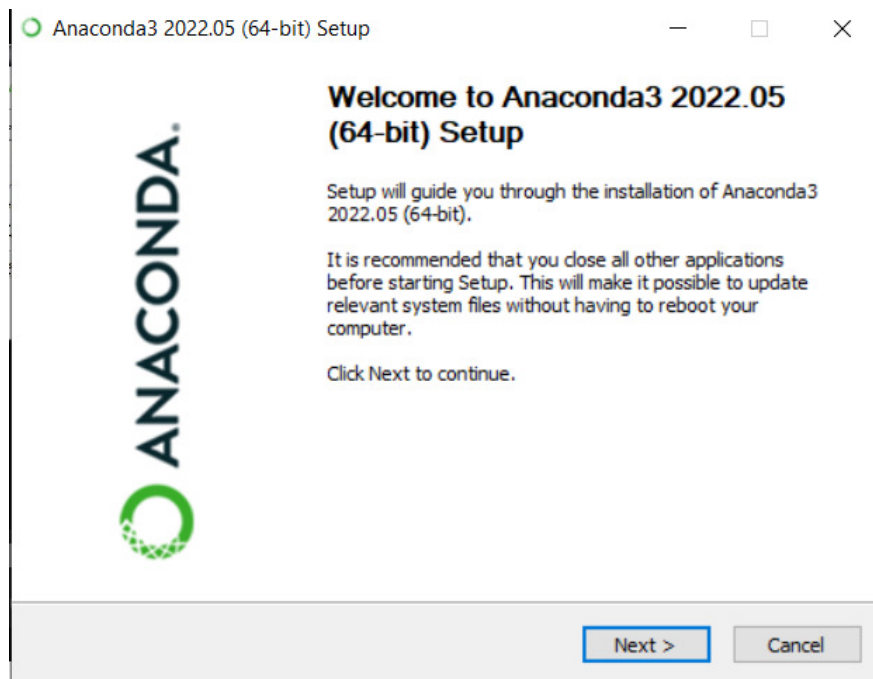 Anaconda3 2022.05 (64-bit) Setup
ANACONDA.
Welcome to Anaconda3 2022.05
(64-bit) Setup
Setup will guide you through the installation of Anaconda3
2022.05 (64-bit).
It is recommended that you close all other applications
before starting Setup. This will make it possible to update
relevant system files without having to reboot your
computer.
Click Next to continue.
Next >
Cancel